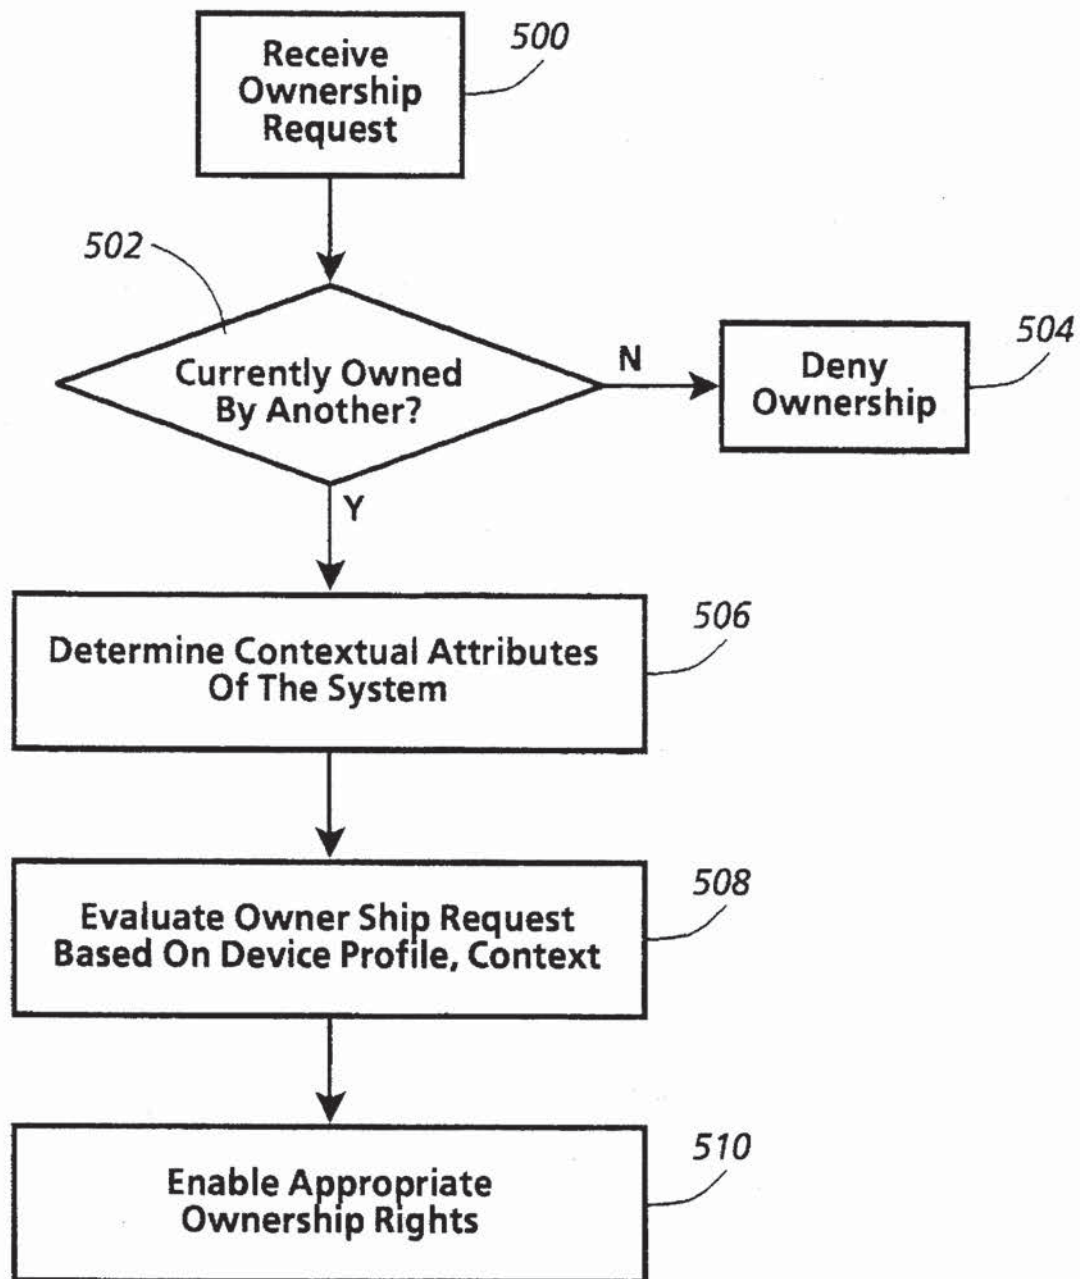 Receive
Ownership
Request
500
502
Currently Owned
By Another?
N
Deny
Ownership
504
Y
Determine Contextual Attributes
Of The System
506
Evaluate Owner Ship Request
Based On Device Profile, Context
508
Enable Appropriate
Ownership Rights
510